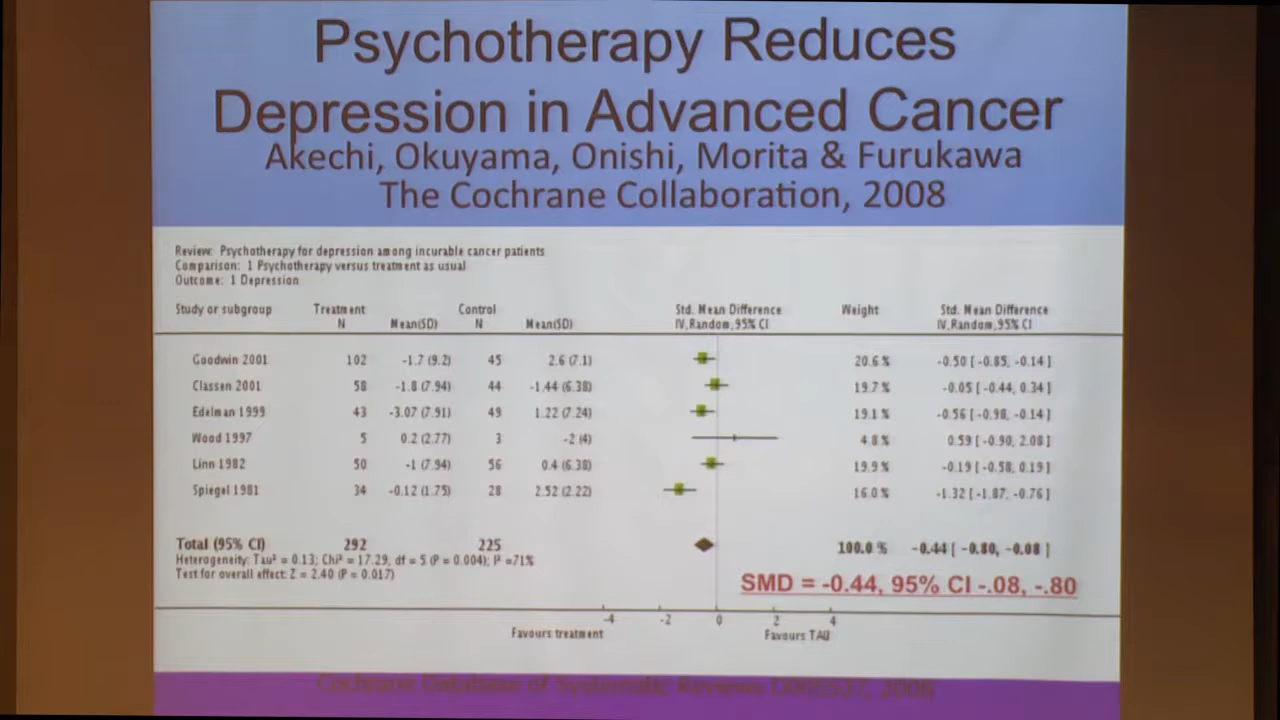 Psychotherapy Reduces
Depression in Advanced Cancer
Akechi, Okuyama, Onishi, Morita & Furukawa
The Cochrane Collaboration, 2008
Review: Psychotherapy for depression among incurable cancer patients
Comparison: 1 Psychotherapy versus treatment as usual
Outcome: 1 Depression
Study or subgroup Treatment Control Std. Mean Difference Weight Std. Mean Difference
N Mean(SD) N Mean(SD) IV,Random,95% CI IV,Random,95% CI
Goodwin 2001 102 -1.7 (9.2) 45 2.6 (7.1) 20.6 % -0.50 [ -0.85, -0.14 ]
Classen 2001 58 -1.8 (7.94) 44 -1.44 (6.38) 19.7 % -0.05 [ -0.44, 0.34 ]
Edelman 1999 43 -3.07 (7.91) 49 1.22 (7.24) 19.1 % -0.56 [ -0.98, -0.14 ]
Wood 1997 5 0.2 (2.77) 3 -2 (4) 4.8 % 0.59 [ -0.90, 2.08 ]
Linn 1982 50 -1 (7.94) 56 0.4 (6.38) 19.9 % -0.19 [ -0.58, 0.19 ]
Spiegel 1981 34 -0.12 (1.75) 28 2.52 (2.22) 16.0 % -1.32 [ -1.87, -0.76 ]
Total (95% CI) 292 225 100.0 % -0.44 [ -0.80, -0.08 ]
Heterogeneity: Tau² = 0.13; Chi² = 17.29, df = 5 (P = 0.004); I² =71%
Test for overall effect: Z = 2.40 (P = 0.017)
SMD = -0.44, 95% CI -.08, -.80
-4 -2 0 2 4
Favours treatment Favours TAU
Cochrane Database of Systematic Reviews 2008